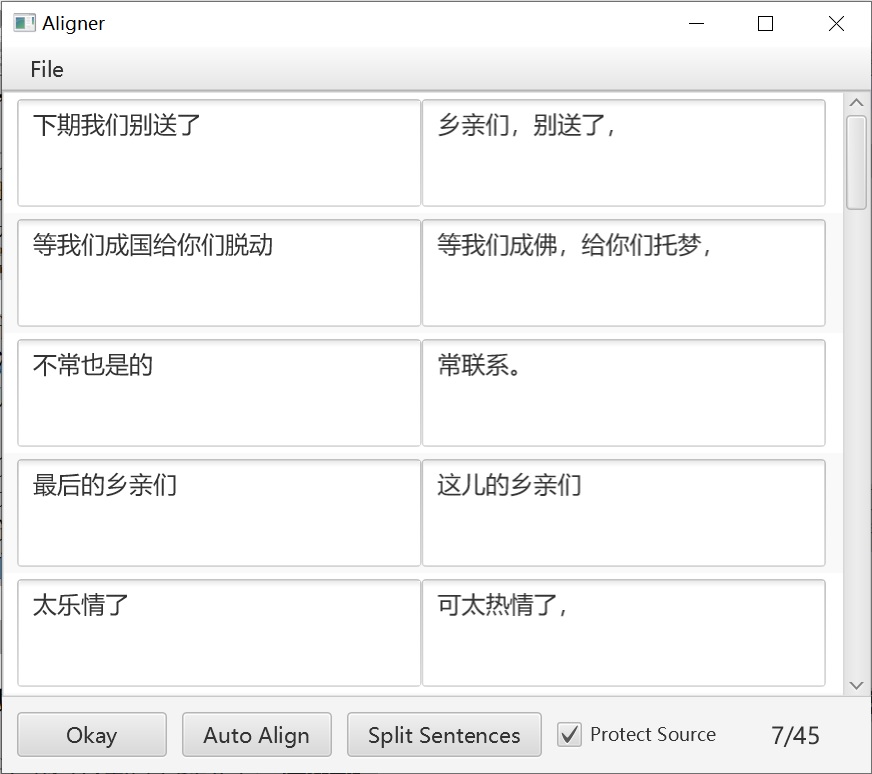 Aligner
File
下期我们别送了
乡亲们，别送了，
等我们成国给你们脱动
等我们成佛，给你们托梦，
不常也是的
常联系。
最后的乡亲们
这儿的乡亲们
太乐情了
可太热情了，
Okay
Auto Align
Split Sentences
Protect Source
7/45